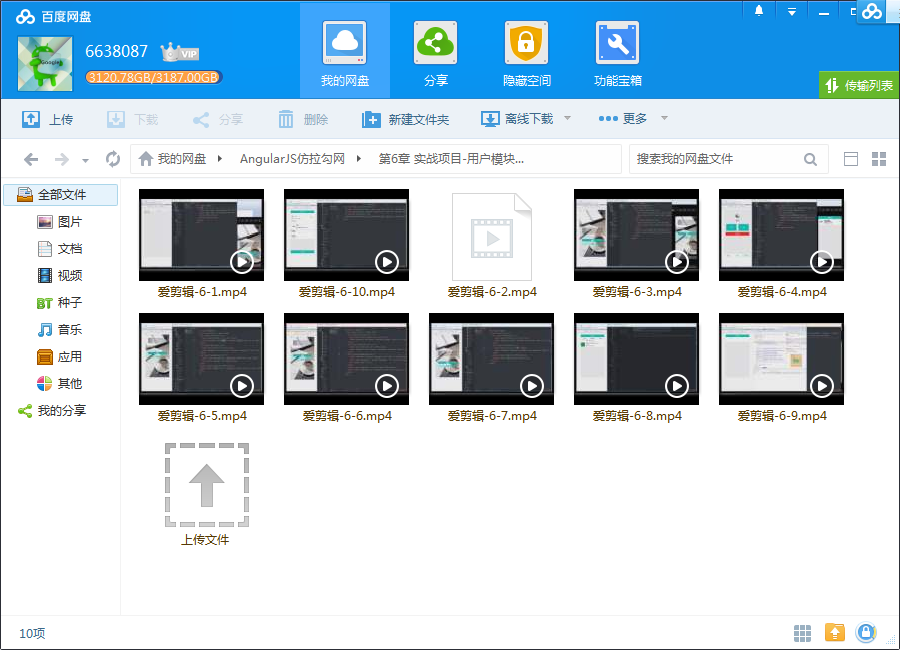 百度网盘
6638087
VIP
3120.78GB/3187.00GB
我的网盘
分享
隐藏空间
功能宝箱
传输列表
上传
下载
分享
删除
新建文件夹
离线下载
更多
我的网盘
AngularJS仿拉勾网
第6章 实战项目-用户模块...
搜索我的网盘文件
全部文件
图片
文档
视频
BT 种子
音乐
应用
其他
我的分享
爱剪辑-6-1.mp4
爱剪辑-6-10.mp4
爱剪辑-6-2.mp4
爱剪辑-6-3.mp4
爱剪辑-6-4.mp4
爱剪辑-6-5.mp4
爱剪辑-6-6.mp4
爱剪辑-6-7.mp4
爱剪辑-6-8.mp4
爱剪辑-6-9.mp4
上传文件
10项